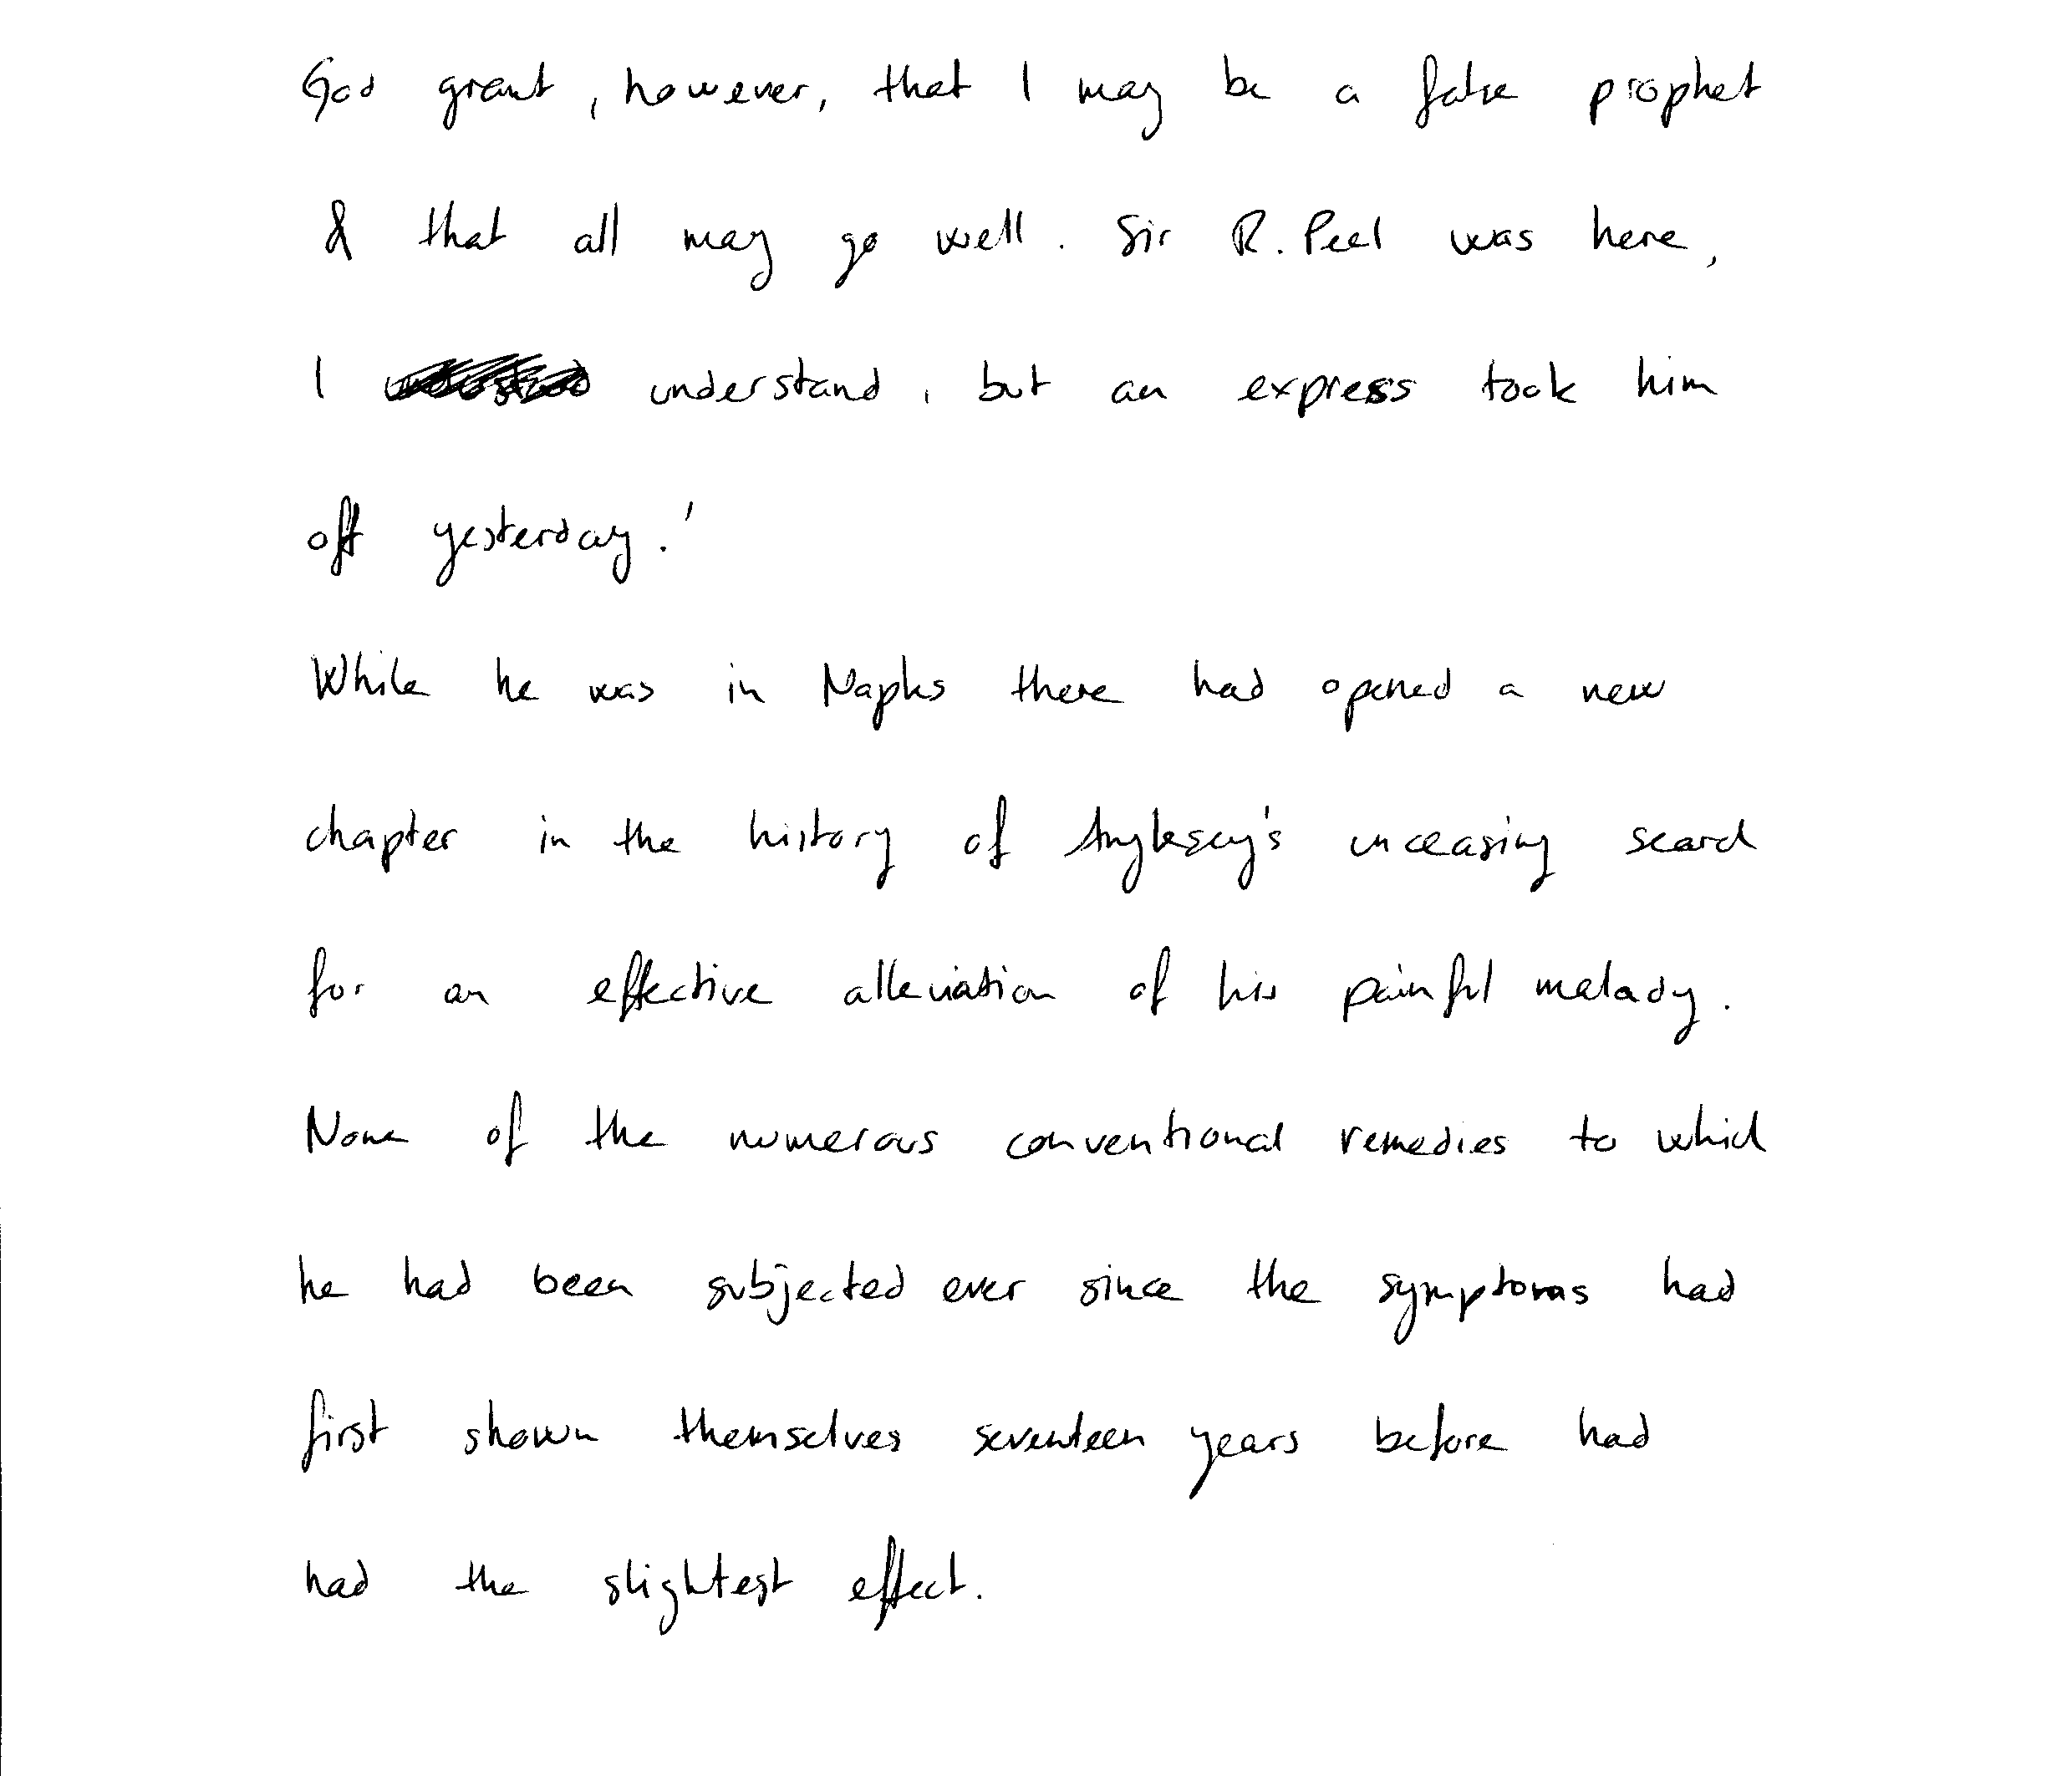 God grant, however, that I may be a false prophet
& that all may go well. Sir R. Peel was here,
I understand, but an express took him
off yesterday.'
While he was in Naples there had opened a new
chapter in the history of Anglesey's unceasing search
for an effective alleviation of his painful malady.
None of the numerous conventional remedies to which
he had been subjected ever since the symptoms had
first shown themselves seventeen years before had
had the slightest effect.